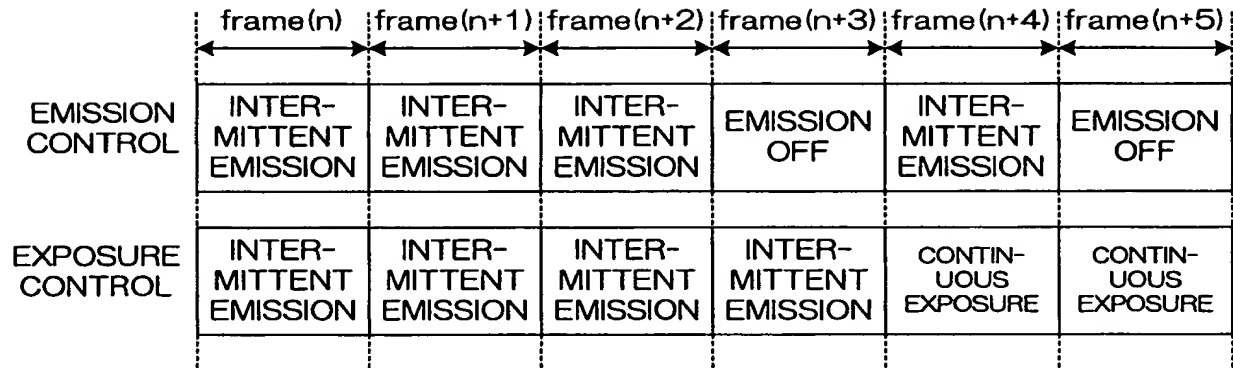 frame(n) frame(n+1) frame(n+2) frame(n+3) frame(n+4) frame(n+5)
EMISSION CONTROL
INTER-
MITTENT
EMISSION
INTER-
MITTENT
EMISSION
INTER-
MITTENT
EMISSION
EMISSION
OFF
INTER-
MITTENT
EMISSION
EMISSION
OFF
EXPOSURE CONTROL
INTER-
MITTENT
EMISSION
INTER-
MITTENT
EMISSION
INTER-
MITTENT
EMISSION
INTER-
MITTENT
EMISSION
CONTIN-
UOUS
EXPOSURE
CONTIN-
UOUS
EXPOSURE